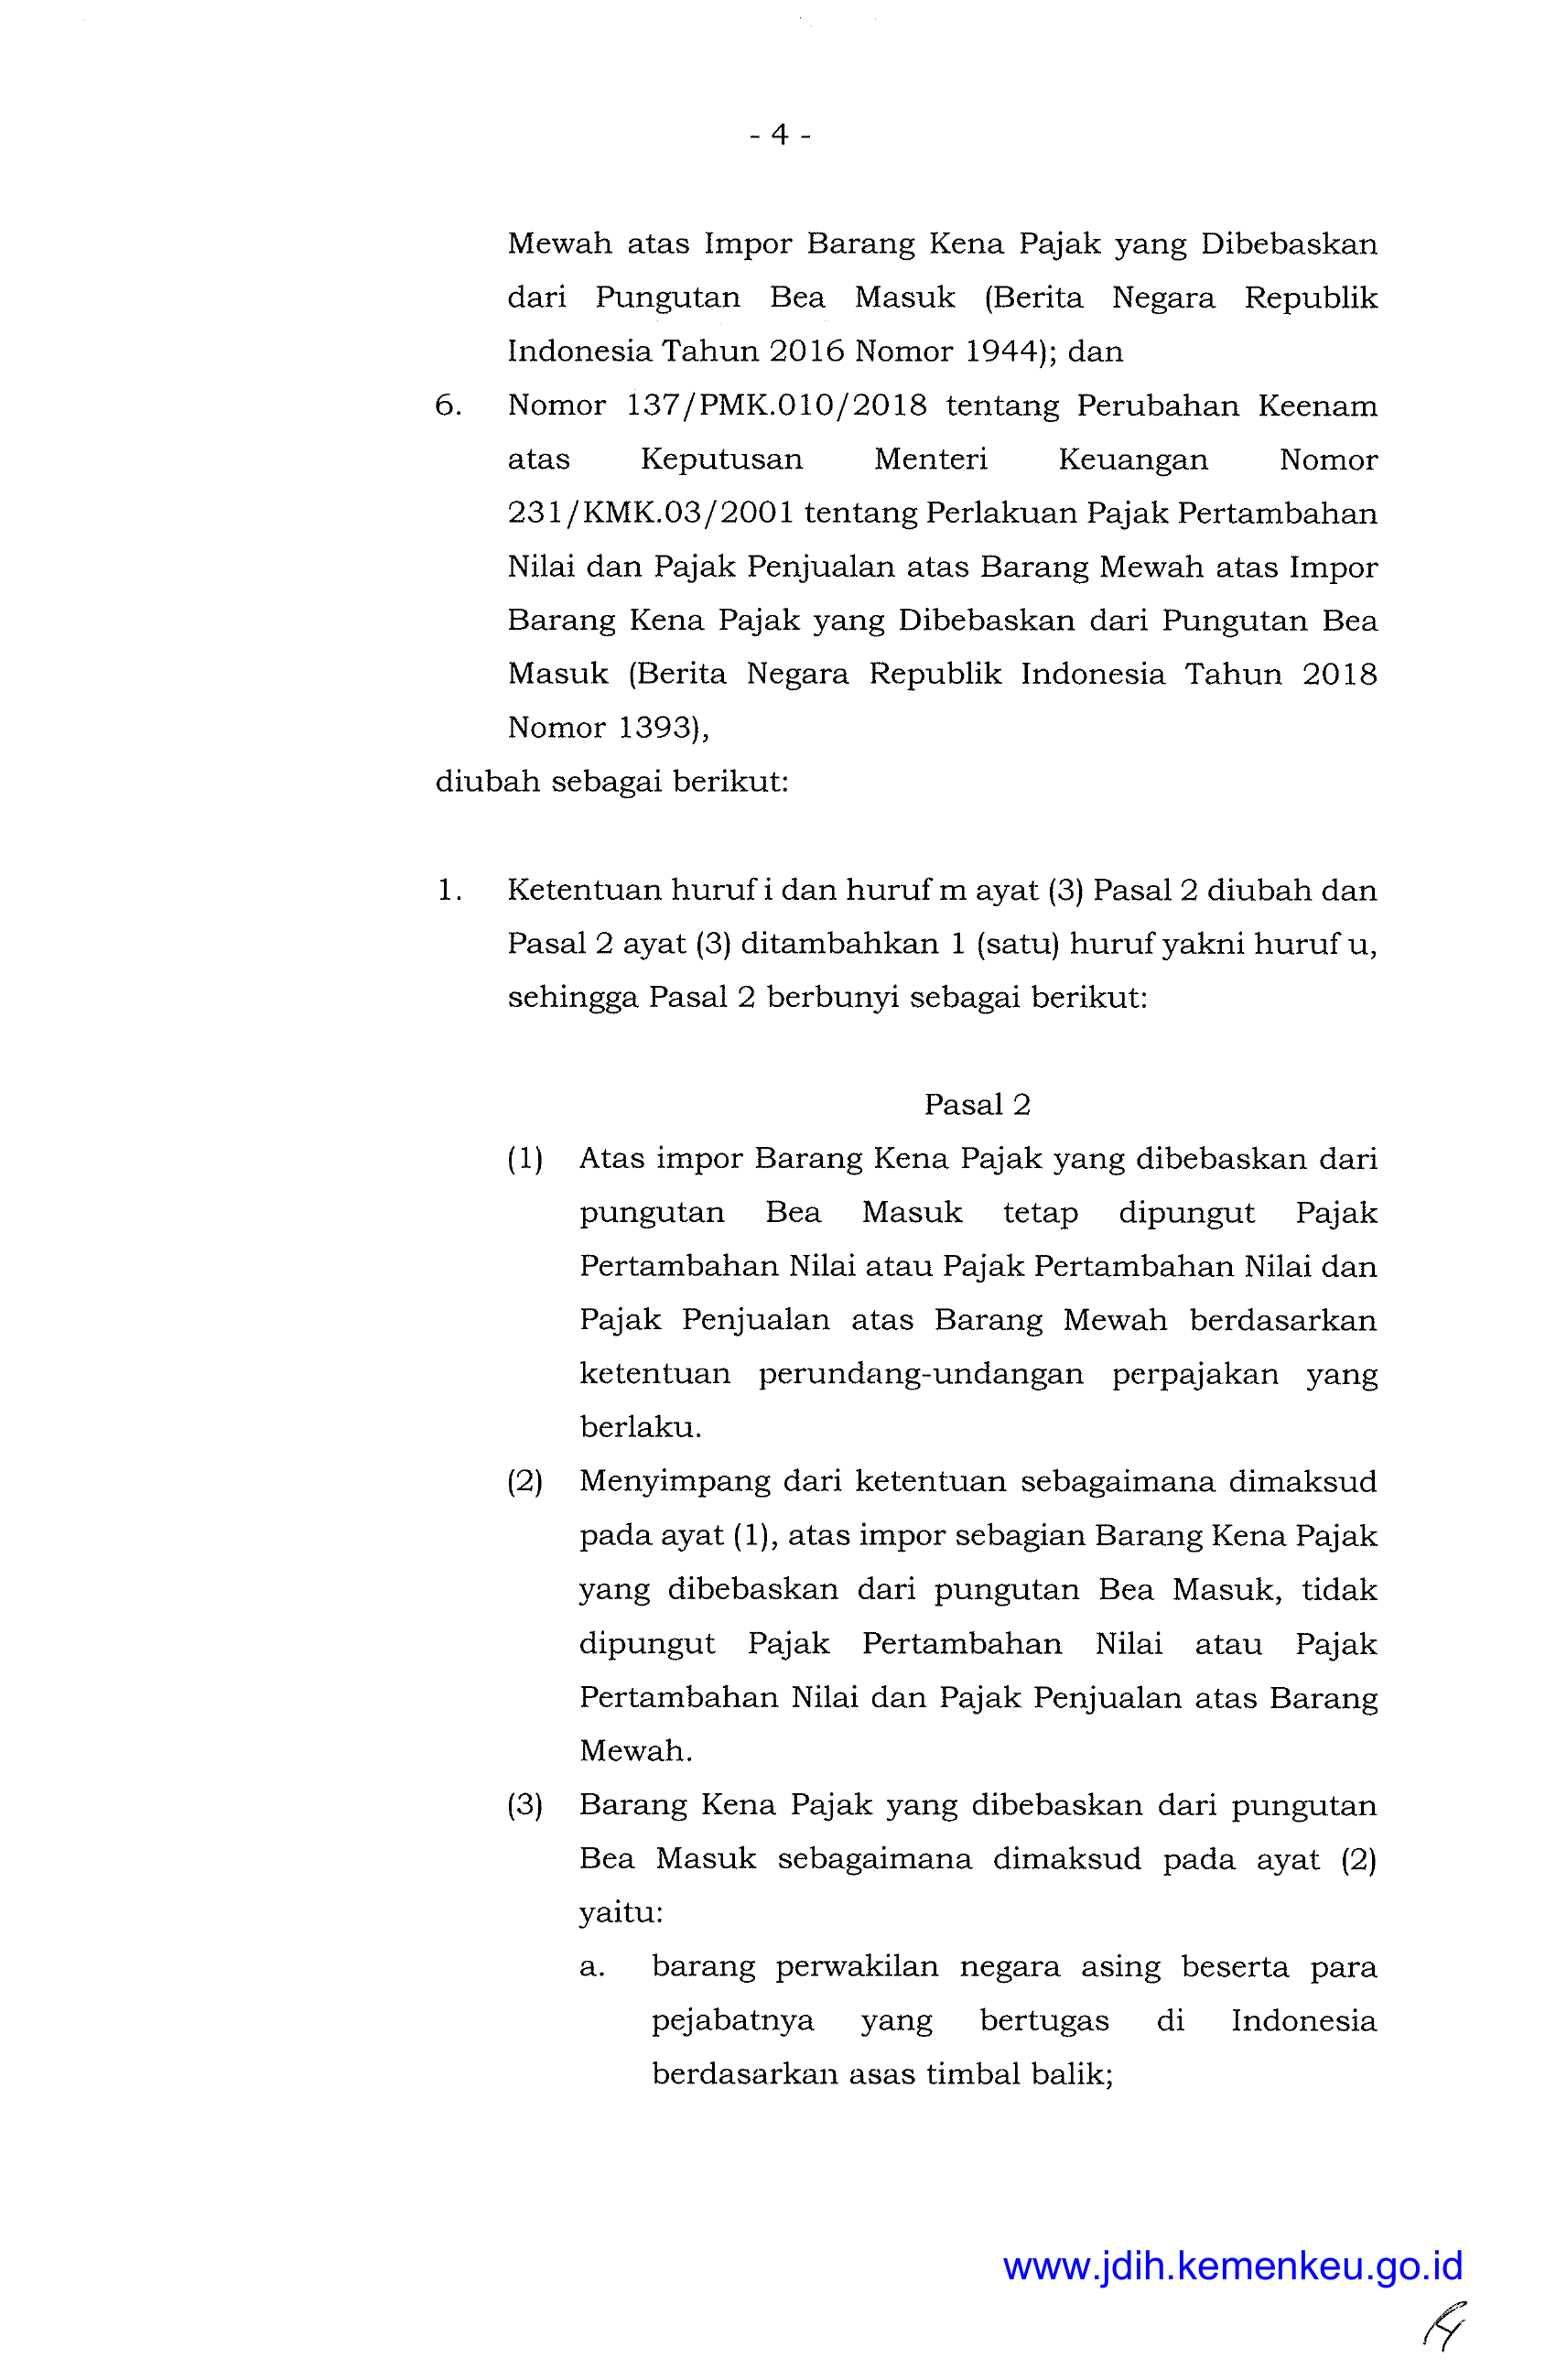 - 4 -
Mewah atas Impor Barang Kena Pajak yang Dibebaskan
dari Pungutan Bea Masuk (Berita Negara Republik
Indonesia Tahun 2016 Nomor 1944); dan
6. Nomor 137/PMK.010/2018 tentang Perubahan Keenam
atas Keputusan Menteri Keuangan Nomor
231/KMK.03/2001 tentang Perlakuan Pajak Pertambahan
Nilai dan Pajak Penjualan atas Barang Mewah atas Impor
Barang Kena Pajak yang Dibebaskan dari Pungutan Bea
Masuk (Berita Negara Republik Indonesia Tahun 2018
Nomor 1393),
diubah sebagai berikut:
1. Ketentuan huruf i dan huruf m ayat (3) Pasal 2 diubah dan
Pasal 2 ayat (3) ditambahkan 1 (satu) huruf yakni huruf u,
sehingga Pasal 2 berbunyi sebagai berikut:
Pasal 2
(1) Atas impor Barang Kena Pajak yang dibebaskan dari
pungutan Bea Masuk tetap dipungut Pajak
Pertambahan Nilai atau Pajak Pertambahan Nilai dan
Pajak Penjualan atas Barang Mewah berdasarkan
ketentuan perundang-undangan perpajakan yang
berlaku.
(2) Menyimpang dari ketentuan sebagaimana dimaksud
pada ayat (1), atas impor sebagian Barang Kena Pajak
yang dibebaskan dari pungutan Bea Masuk, tidak
dipungut Pajak Pertambahan Nilai atau Pajak
Pertambahan Nilai dan Pajak Penjualan atas Barang
Mewah.
(3) Barang Kena Pajak yang dibebaskan dari pungutan
Bea Masuk sebagaimana dimaksud pada ayat (2)
yaitu:
a. barang perwakilan negara asing beserta para
pejabatnya yang bertugas di Indonesia
berdasarkan asas timbal balik;
www.jdih.kemenkeu.go.id